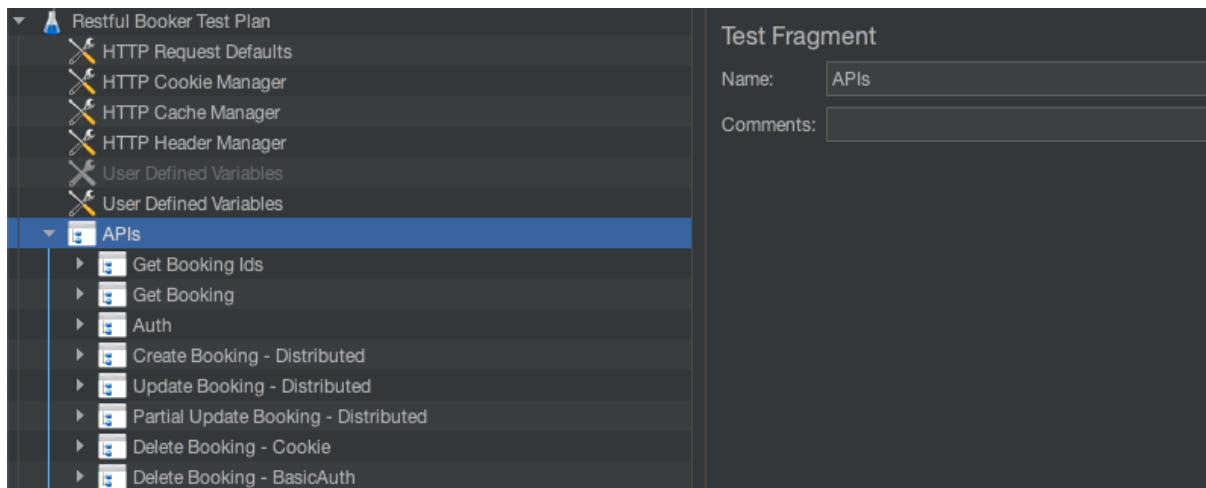 Restful Booker Test Plan
HTTP Request Defaults
HTTP Cookie Manager
HTTP Cache Manager
HTTP Header Manager
User Defined Variables
User Defined Variables
APIs
Get Booking Ids
Get Booking
Auth
Create Booking - Distributed
Update Booking - Distributed
Partial Update Booking - Distributed
Delete Booking - Cookie
Delete Booking - BasicAuth
Test Fragment
Name: APIs
Comments: